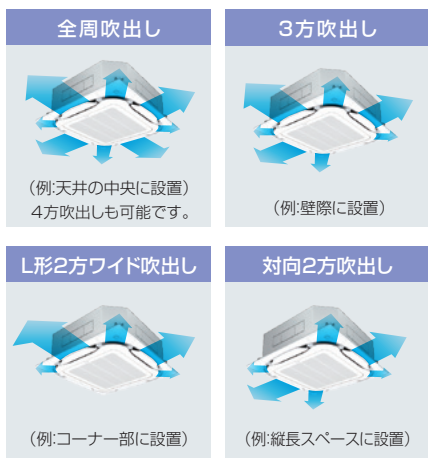 全周吹出し
(例:天井の中央に設置)
4方吹出しも可能です。
3方吹出し
(例:壁際に設置)
L形2方ワイド吹出し
(例:コーナー部に設置)
対向2方吹出し
(例:縦長スペースに設置)